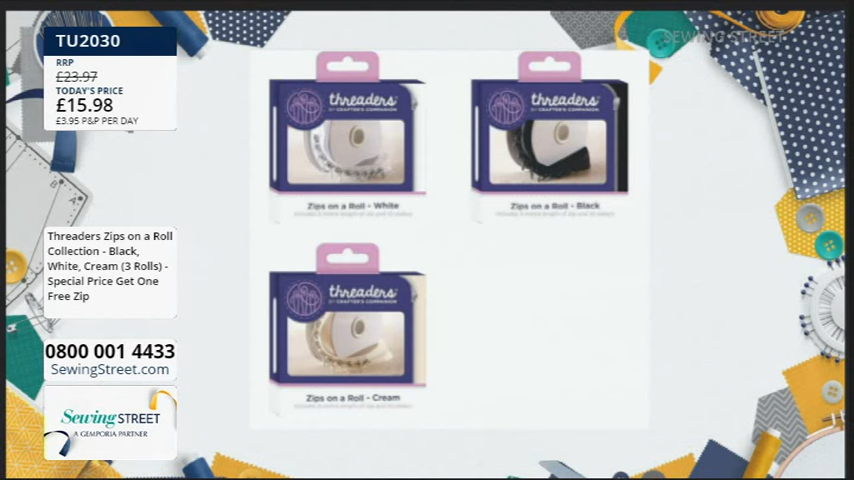 TU2030
RRP
£23.97
TODAY'S PRICE
£15.98
£3.95 P&P PER DAY
SEWING STREET
threaders
BY CRAFTER'S COMPANION
Zips on a Roll - White
threaders
BY CRAFTER'S COMPANION
Zips on a Roll - Black
Threaders Zips on a Roll
Collection - Black,
White, Cream (3 Rolls) -
Special Price Get One
Free Zip
threaders
BY CRAFTER'S COMPANION
Zips on a Roll - Cream
0800 001 4433
SewingStreet.com
Sewing STREET
A GEMPORIA PARTNER